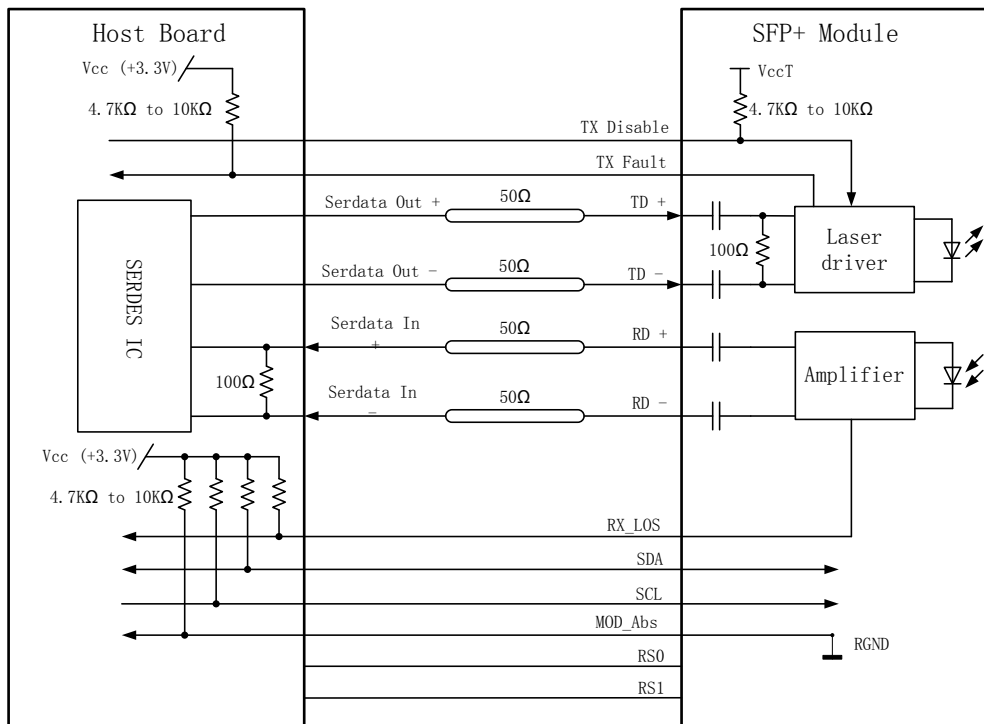 Host Board
SFP+ Module
Vcc (+3.3V)
4.7KΩ to 10KΩ
VccT
4.7KΩ to 10KΩ
TX Disable
TX Fault
Serdata Out +
50Ω
TD +
Serdata Out -
50Ω
TD -
100Ω
Laser
driver
SERDES IC
Serdata In
+
50Ω
RD +
100Ω
Serdata In
-
50Ω
RD -
Amplifier
Vcc (+3.3V)
4.7KΩ to 10KΩ
RX_LOS
SDA
SCL
MOD_Abs
RGND
RS0
RS1